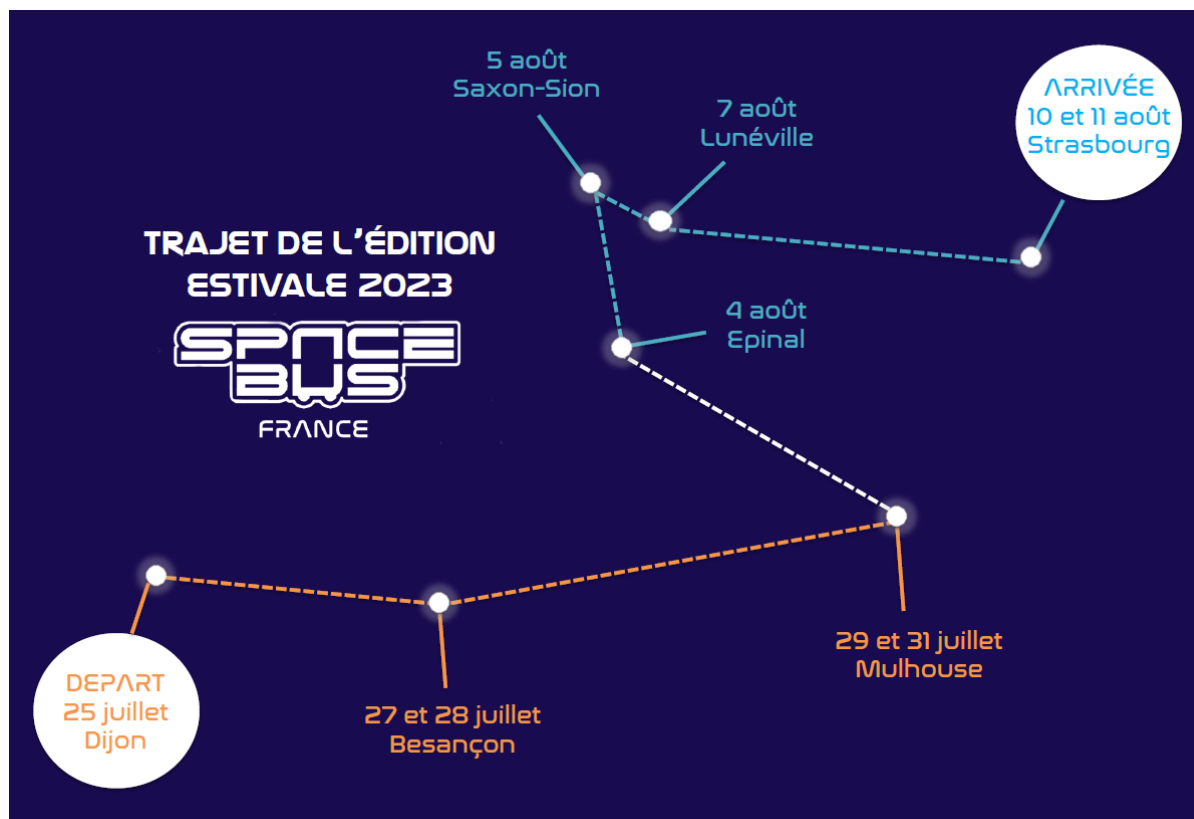 5 août
Saxon-Sion
7 août
Lunéville
ARRIVÉE
10 et 11 août
Strasbourg
TRAJET DE L'ÉDITION
ESTIVALE 2023
SPACE
BUS
FRANCE
4 août
Epinal
29 et 31 juillet
Mulhouse
DEPART
25 juillet
Dijon
27 et 28 juillet
Besançon